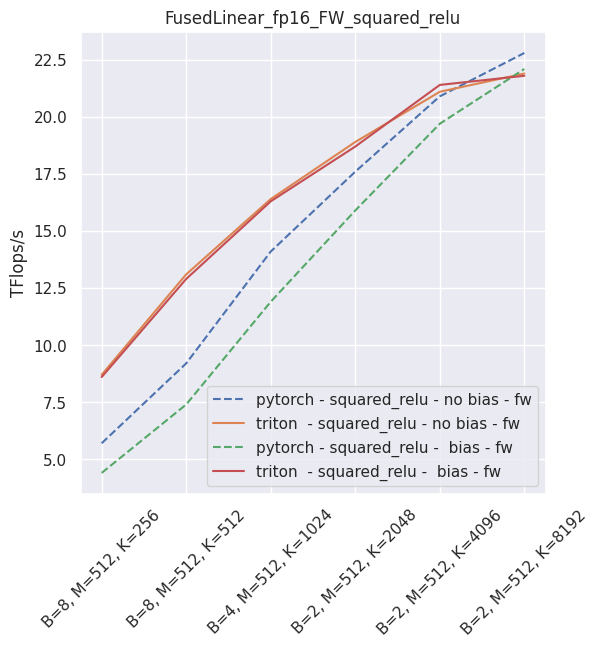 FusedLinear_fp16_FW_squared_relu
TFlops/s
22.5
20.0
17.5
15.0
12.5
10.0
7.5
5.0
pytorch - squared_relu - no bias - fw
triton  - squared_relu - no bias - fw
pytorch - squared_relu -  bias - fw
triton  - squared_relu -  bias - fw
B=8, M=512, K=256
B=8, M=512, K=512
B=4, M=512, K=1024
B=2, M=512, K=2048
B=2, M=512, K=4096
B=2, M=512, K=8192